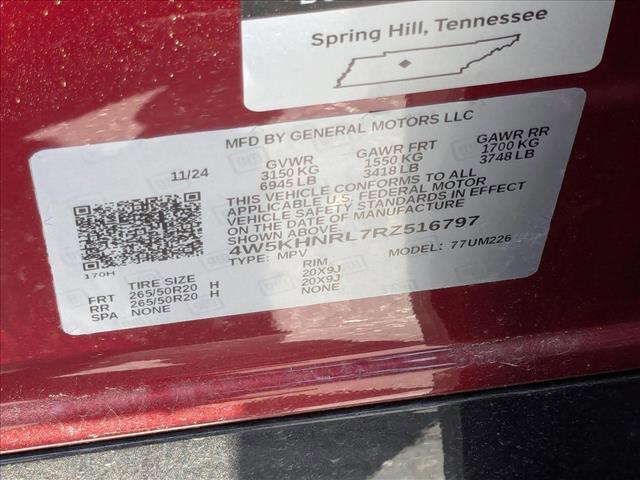 Spring Hill, Tennessee
MFD BY GENERAL MOTORS LLC
11/24 GVWR GAWR FRT GAWR RR
3150 KG 1550 KG 1700 KG
6945 LB 3418 LB 3748 LB
THIS VEHICLE CONFORMS TO ALL
APPLICABLE U.S. FEDERAL MOTOR
VEHICLE SAFETY STANDARDS IN EFFECT
ON THE DATE OF MANUFACTURE
SHOWN ABOVE.
4W5KHNRL7RZ516797
TYPE: MPV MODEL: 77UM226
170H
TIRE SIZE RIM
FRT 265/50R20 H 20X9J
RR 265/50R20 H 20X9J
SPA NONE NONE